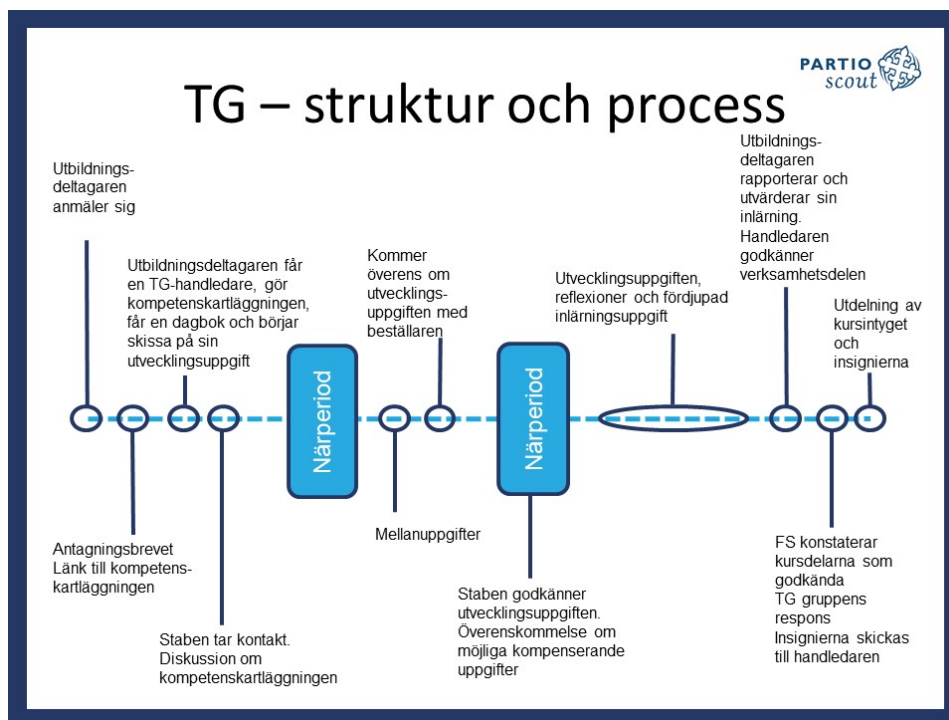 PARTIO
scout
TG – struktur och process
Utbildnings-
deltagaren
anmäler sig
Utbildningsdeltagaren får
en TG-handledare, gör
kompetenskartläggningen,
får en dagbok och börjar
skissa på sin
utvecklingsuppgift
Kommer
överens om
utvecklings-
uppgiften med
beställaren
Utvecklingsuppgiften,
reflexioner och fördjupad
inlärningsuppgift
Utbildnings-
deltagaren
rapporterar och
utvärderar sin
inlärning.
Handledaren
godkänner
verksamhetsdelen
Utdelning av
kursintyget
och
insignierna
Närperiod
Närperiod
Antagningsbrevet
Länk till kompetens-
kartläggningen
Staben tar kontakt.
Diskussion om
kompetenskartläggningen
Mellanuppgifter
Staben godkänner
utvecklingsuppgiften.
Överenskommelse om
möjliga kompenserande
uppgifter
FS konstaterar
kursdelarna som
godkända
TG gruppens
respons
Insignierna skickas
till handledaren